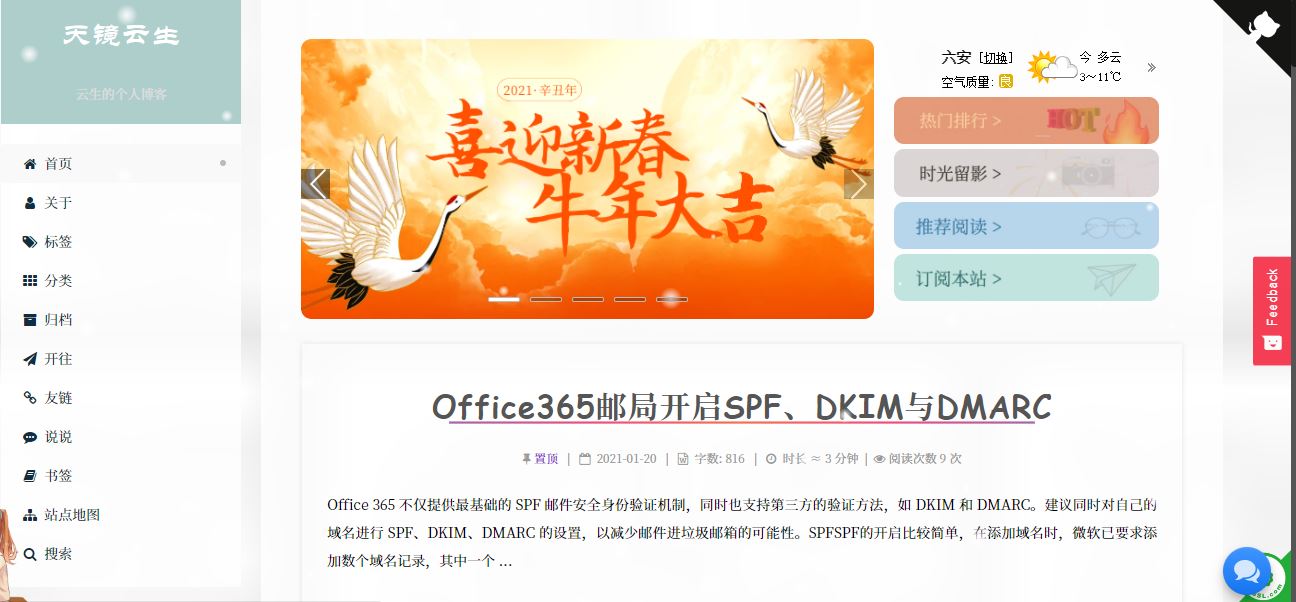 天镜云生
云生的个人博客
首页
关于
标签
分类
归档
开往
友链
说说
书签
站点地图
搜索
2021·辛丑年
喜迎新春
牛年大吉
六安 [切换] 今 多云
空气质量: 良 3～11℃
热门排行 > HOT
时光留影 >
推荐阅读 >
订阅本站 >
Feedback
Office365邮局开启SPF、DKIM与DMARC
置顶 | 2021-01-20 | 字数: 816 | 时长 ≈ 3 分钟 | 阅读次数 9 次
Office 365 不仅提供最基础的 SPF 邮件安全身份验证机制，同时也支持第三方的验证方法，如 DKIM 和 DMARC。建议同时对自己的
域名进行 SPF、DKIM、DMARC 的设置，以减少邮件进垃圾邮箱的可能性。SPFSPF的开启比较简单，在添加域名时，微软已要求添
加数个域名记录，其中一个 ...